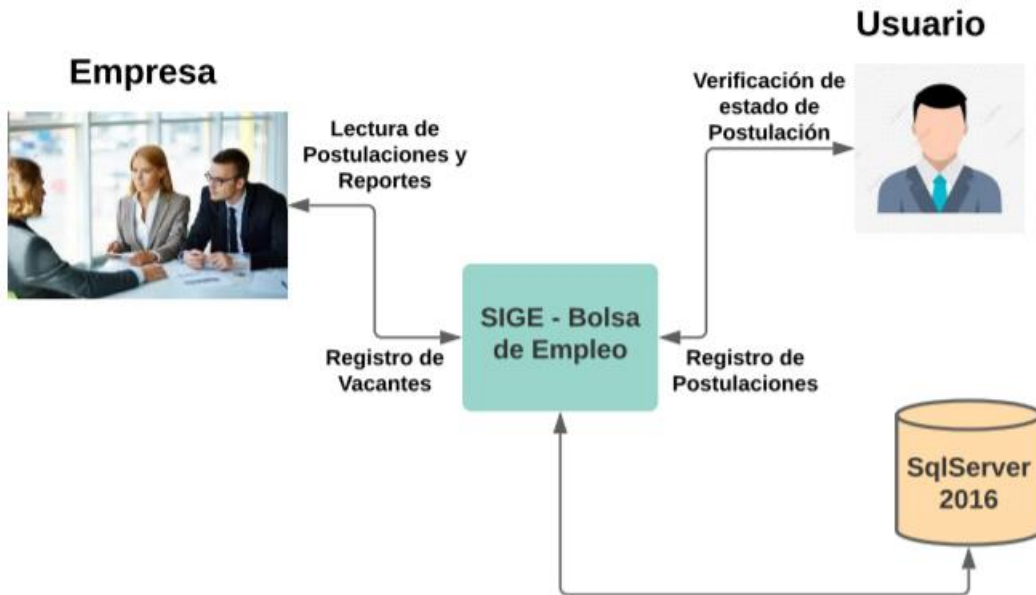 Usuario
Empresa
Verificación de
estado de
Postulación
Lectura de
Postulaciones y
Reportes
SIGE - Bolsa
de Empleo
Registro de
Vacantes
Registro de
Postulaciones
SqlServer
2016